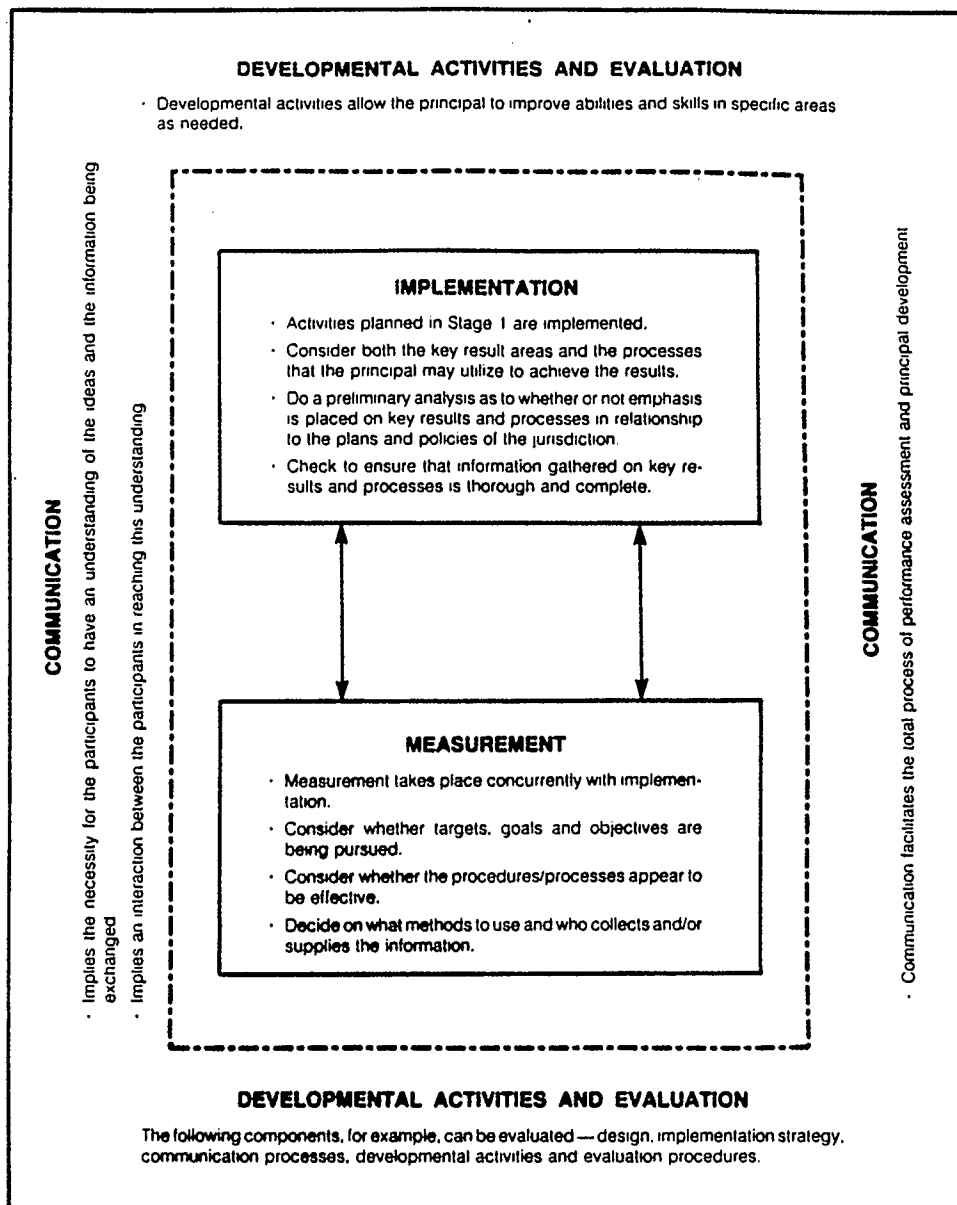 DEVELOPMENTAL ACTIVITIES AND EVALUATION
· Developmental activities allow the principal to improve abilities and skills in specific areas
as needed.
COMMUNICATION
· Implies the necessity for the participants to have an understanding of the ideas and the information being
exchanged
· Implies an interaction between the participants in reaching this understanding
IMPLEMENTATION
· Activities planned in Stage 1 are implemented.
· Consider both the key result areas and the processes
that the principal may utilize to achieve the results.
· Do a preliminary analysis as to whether or not emphasis
is placed on key results and processes in relationship
to the plans and policies of the jurisdiction.
· Check to ensure that information gathered on key re-
sults and processes is thorough and complete.
MEASUREMENT
· Measurement takes place concurrently with implemen-
tation.
· Consider whether targets, goals and objectives are
being pursued.
· Consider whether the procedures/processes appear to
be effective.
· Decide on what methods to use and who collects and/or
supplies the information.
COMMUNICATION
· Communication facilitates the total process of performance assessment and principal development
DEVELOPMENTAL ACTIVITIES AND EVALUATION
The following components, for example, can be evaluated — design, implementation strategy,
communication processes, developmental activities and evaluation procedures.